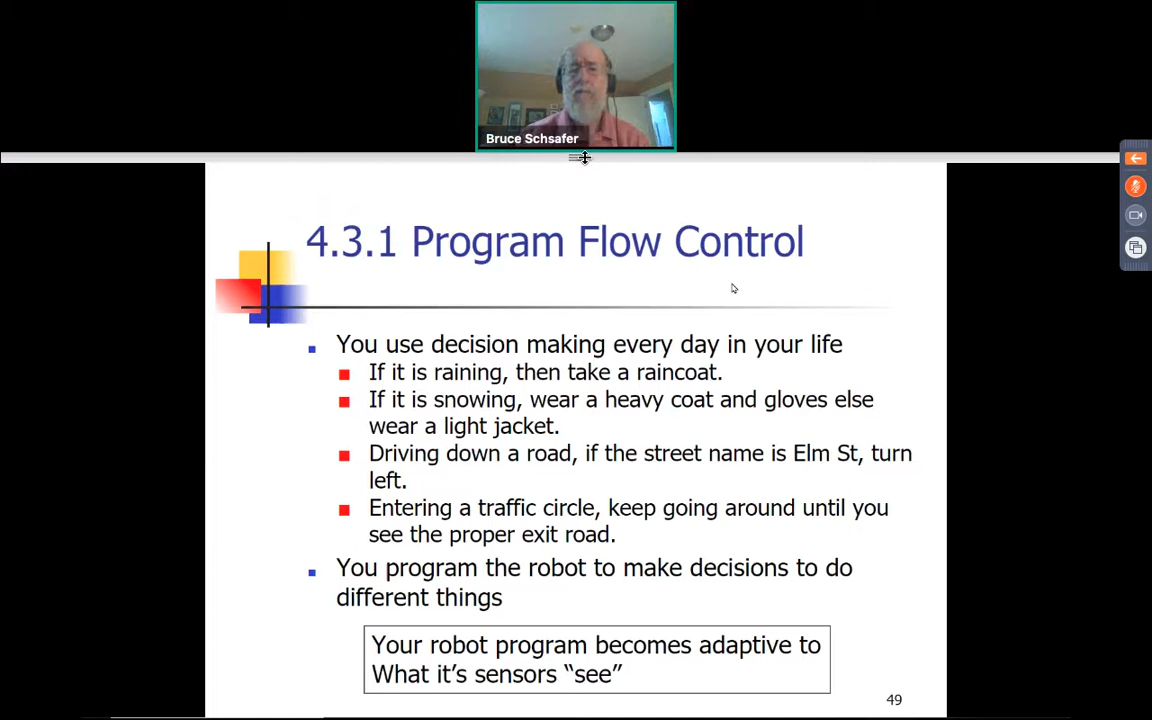 Bruce Schsafer
4.3.1 Program Flow Control
You use decision making every day in your life
If it is raining, then take a raincoat.
If it is snowing, wear a heavy coat and gloves else
wear a light jacket.
Driving down a road, if the street name is Elm St, turn
left.
Entering a traffic circle, keep going around until you
see the proper exit road.
You program the robot to make decisions to do
different things
Your robot program becomes adaptive to
What it’s sensors “see”
49